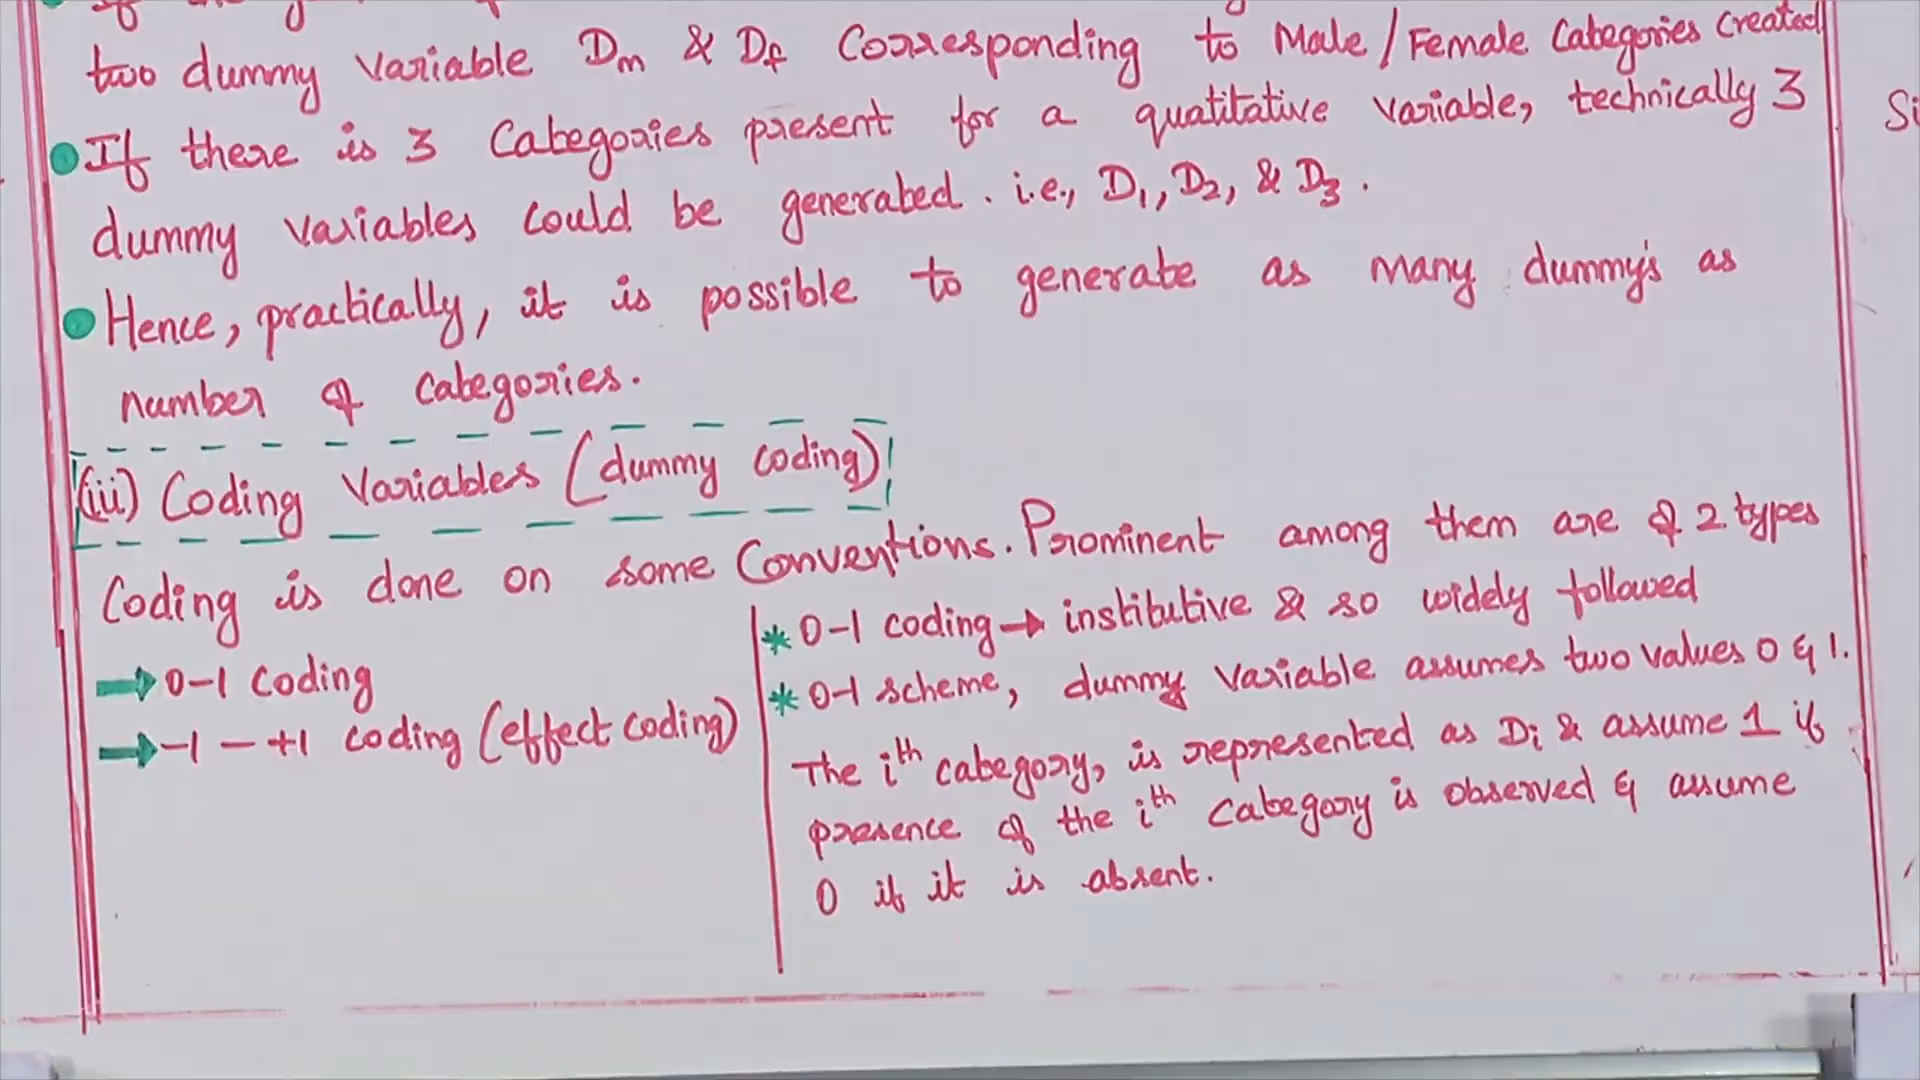 two dummy variable Dm & Df Corresponding to Male / Female Categories Created
If there is 3 Categories present for a quatitative variable, technically 3
dummy variables could be generated. i.e., D1, D2, & D3.
Hence, practically, it is possible to generate as many dummy's as
number of Categories.
(iii) Coding Variables (dummy coding)
Coding is done on some Conventions. Prominent among them are of 2 types
→ 0-1 Coding
→ -1 - +1 coding (effect coding)
* 0-1 coding → institutive & so widely followed
* 0-1 scheme, dummy variable assumes two values 0 & 1.
The ith category, is represented as Di & assume 1 if
presence of the ith Category is observed & assume
0 if it is absent.